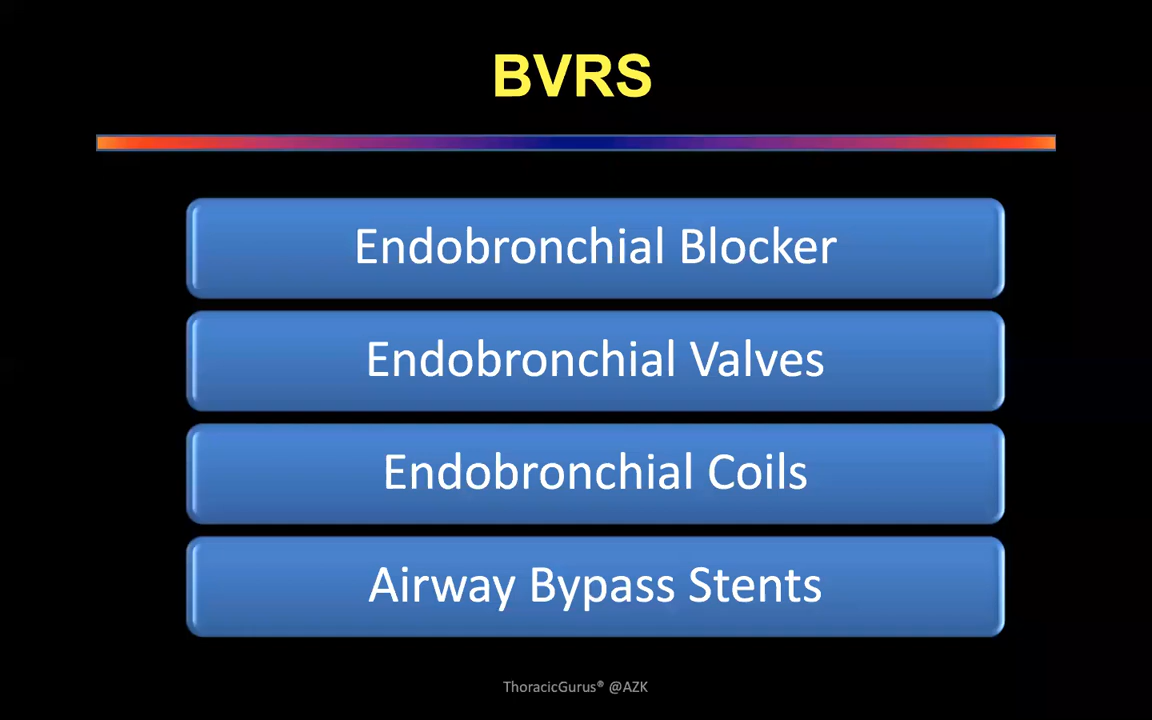 BVRS
Endobronchial Blocker
Endobronchial Valves
Endobronchial Coils
Airway Bypass Stents
ThoracicGurus® @AZK